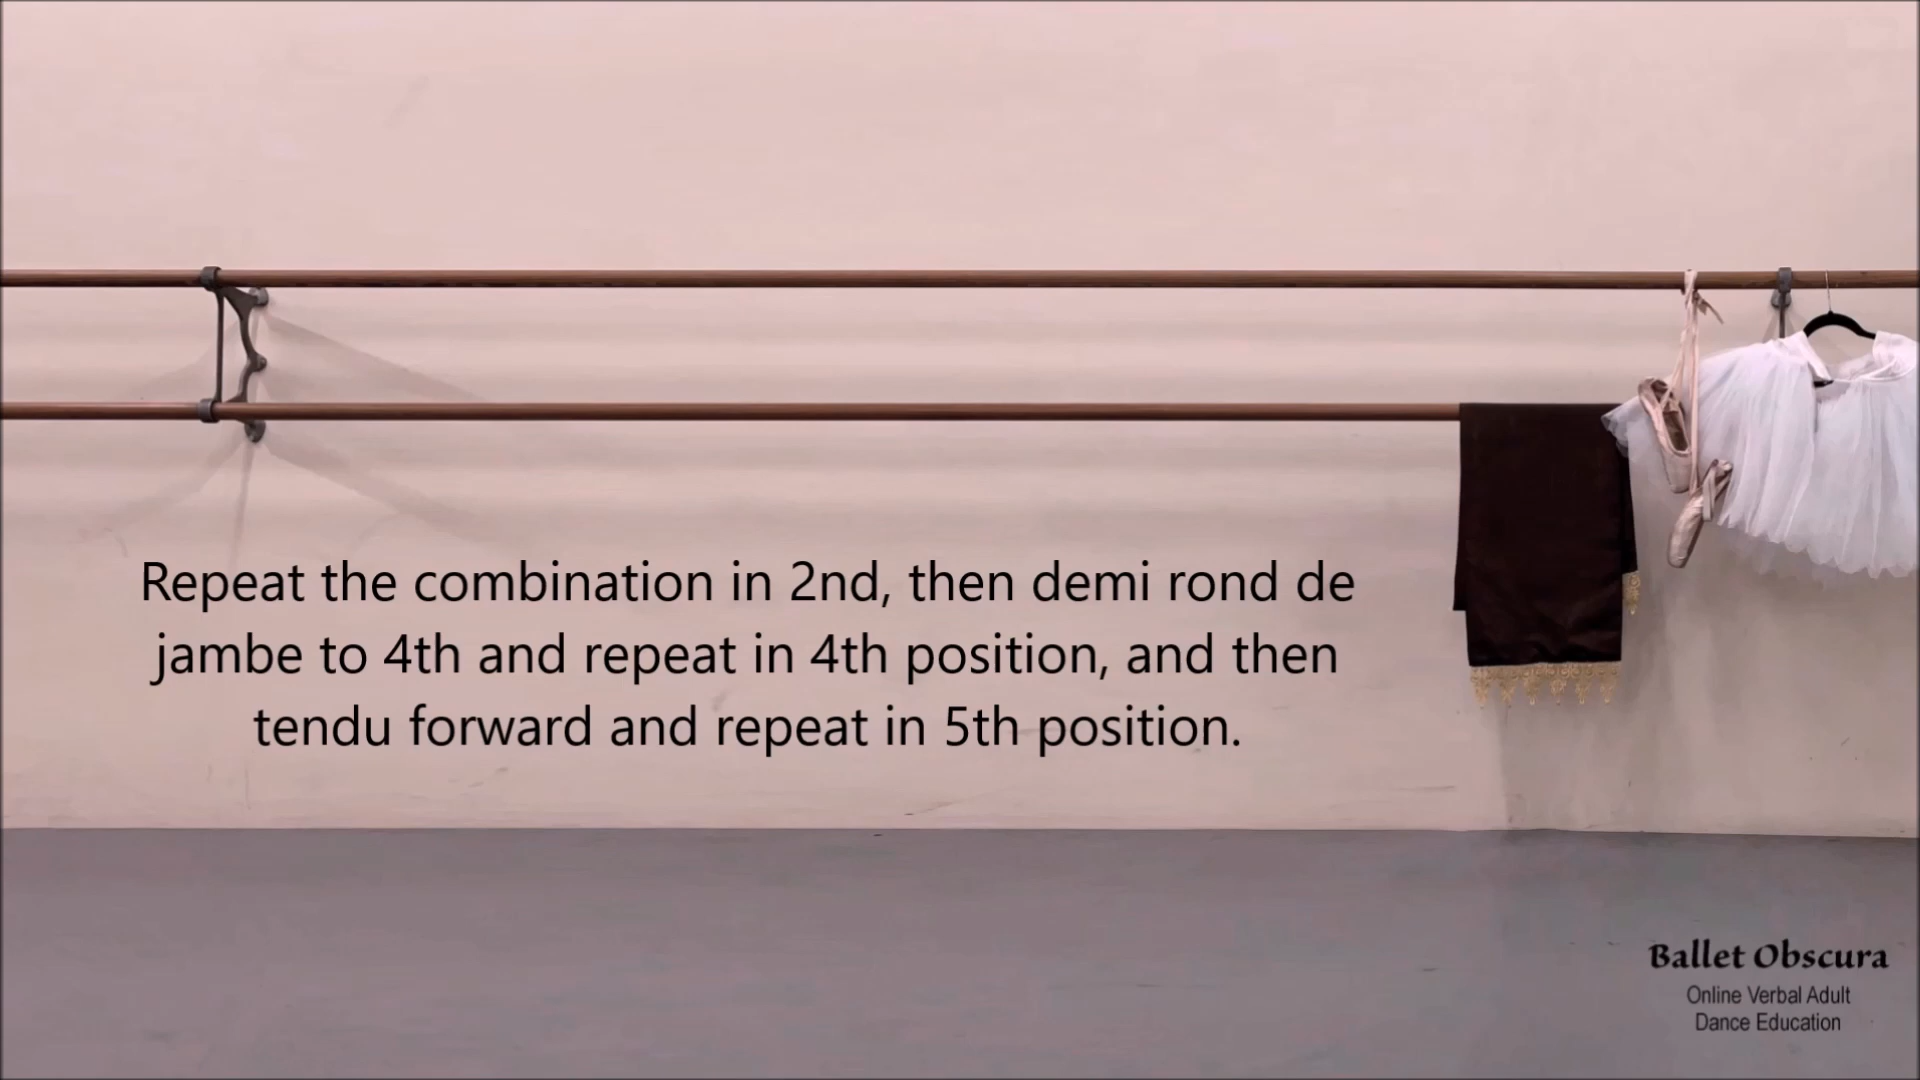 Repeat the combination in 2nd, then demi rond de
jambe to 4th and repeat in 4th position, and then
tendu forward and repeat in 5th position.
Ballet Obscura
Online Verbal Adult
Dance Education